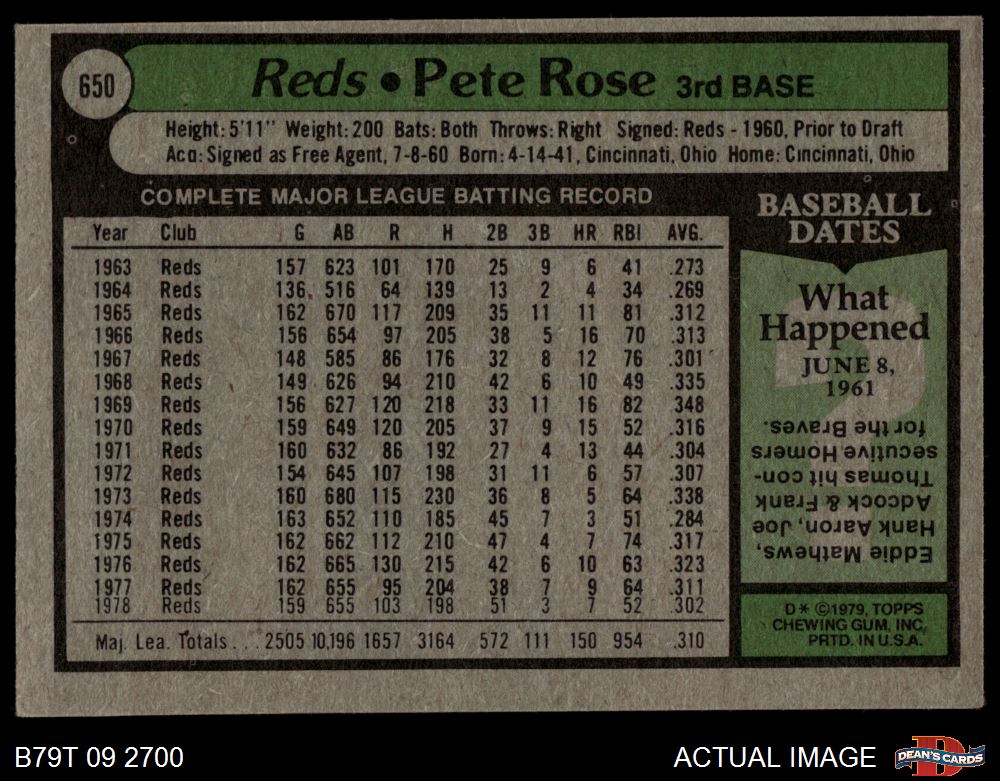 650
Reds • Pete Rose 3rd BASE
Height: 5'11" Weight: 200 Bats: Both Throws: Right Signed: Reds - 1960, Prior to Draft
Acq: Signed as Free Agent, 7-8-60 Born: 4-14-41, Cincinnati, Ohio Home: Cincinnati, Ohio
COMPLETE MAJOR LEAGUE BATTING RECORD
Year Club G AB R H 2B 3B HR RBI AVG.
1963 Reds 157 623 101 170 25 9 6 41 .273
1964 Reds 136 516 64 139 13 2 4 34 .269
1965 Reds 162 670 117 209 35 11 11 81 .312
1966 Reds 156 654 97 205 38 5 16 70 .313
1967 Reds 148 585 86 176 32 8 12 76 .301
1968 Reds 149 626 94 210 42 6 10 49 .335
1969 Reds 156 627 120 218 33 11 16 82 .348
1970 Reds 159 649 120 205 37 9 15 52 .316
1971 Reds 160 632 86 192 27 4 13 44 .304
1972 Reds 154 645 107 198 31 11 6 57 .307
1973 Reds 160 680 115 230 36 8 5 64 .338
1974 Reds 163 652 110 185 45 7 3 51 .284
1975 Reds 162 662 112 210 47 4 7 74 .317
1976 Reds 162 665 130 215 42 6 10 63 .323
1977 Reds 162 655 95 204 38 7 9 64 .311
1978 Reds 159 655 103 198 51 3 7 52 .302
Maj. Lea. Totals . . . 2505 10,196 1657 3164 572 111 150 954 .310
BASEBALL
DATES
What
Happened
JUNE 8,
1961
Eddie Mathews,
Hank Aaron, Joe
Adcock & Frank
Thomas hit con-
secutive Homers
for the Braves.
D* ©1979, TOPPS
CHEWING GUM, INC.
PRTD. IN U.S.A.
B79T 09 2700
ACTUAL IMAGE
D
DEAN'S CARDS